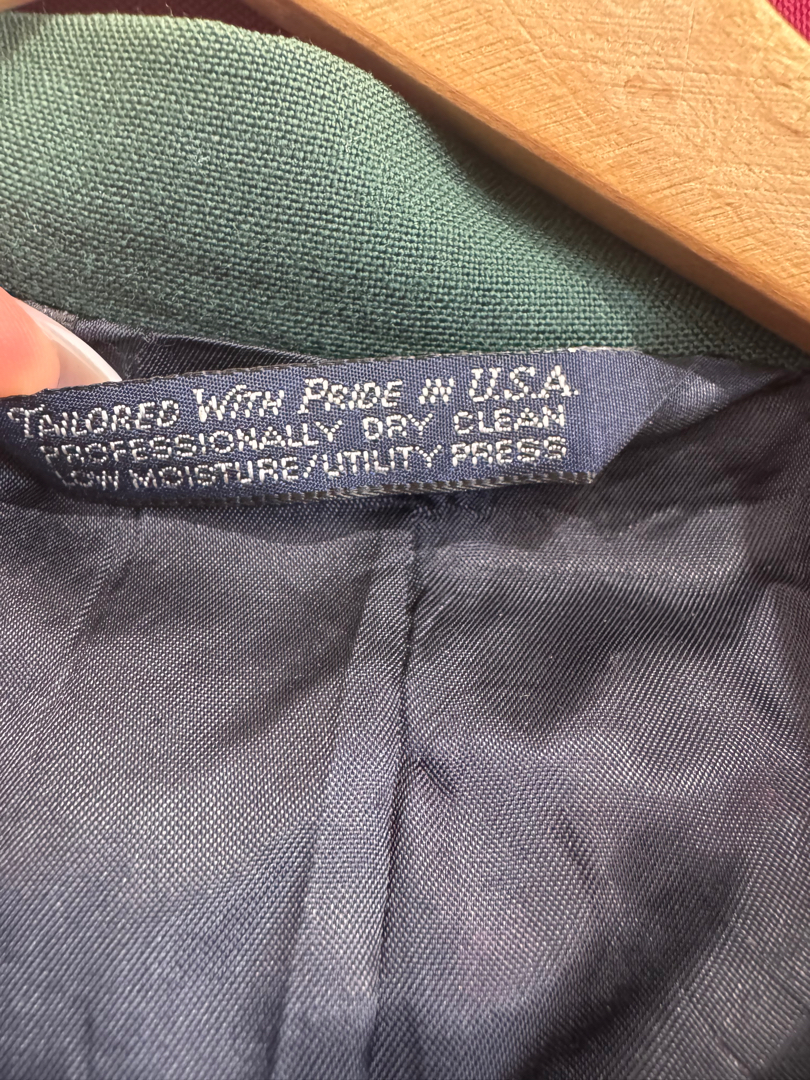 TAILORED WITH PRIDE IN U.S.A.
PROFESSIONALLY DRY CLEAN
LOW MOISTURE/UTILITY PRESS